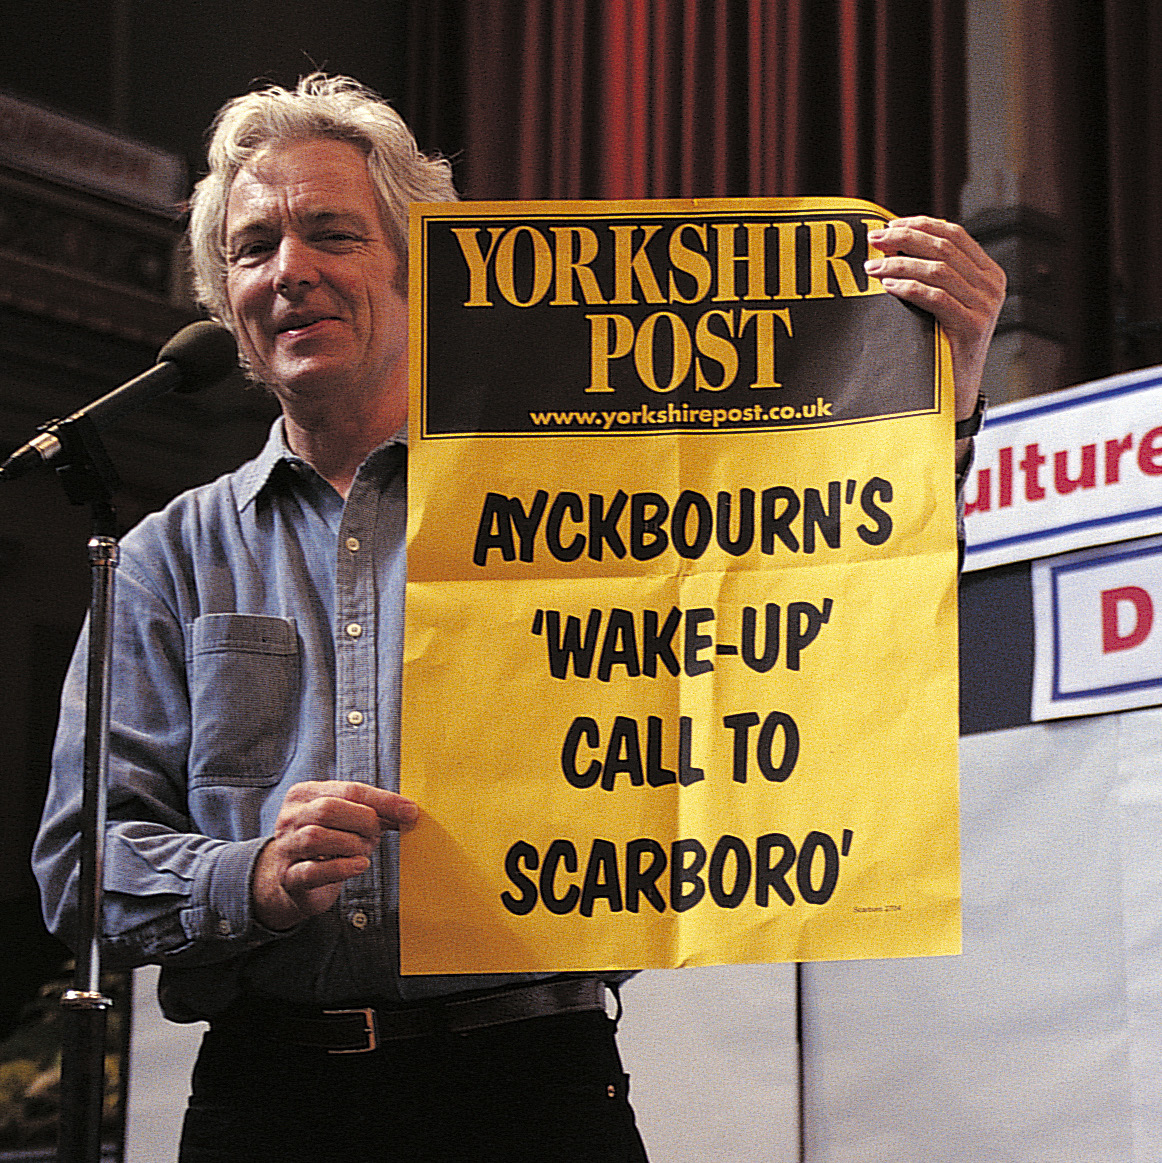 YORKSHIRE
POST
www.yorkshirepost.co.uk
AYCKBOURN'S
'WAKE-UP'
CALL TO
SCARBORO'
ulture
D